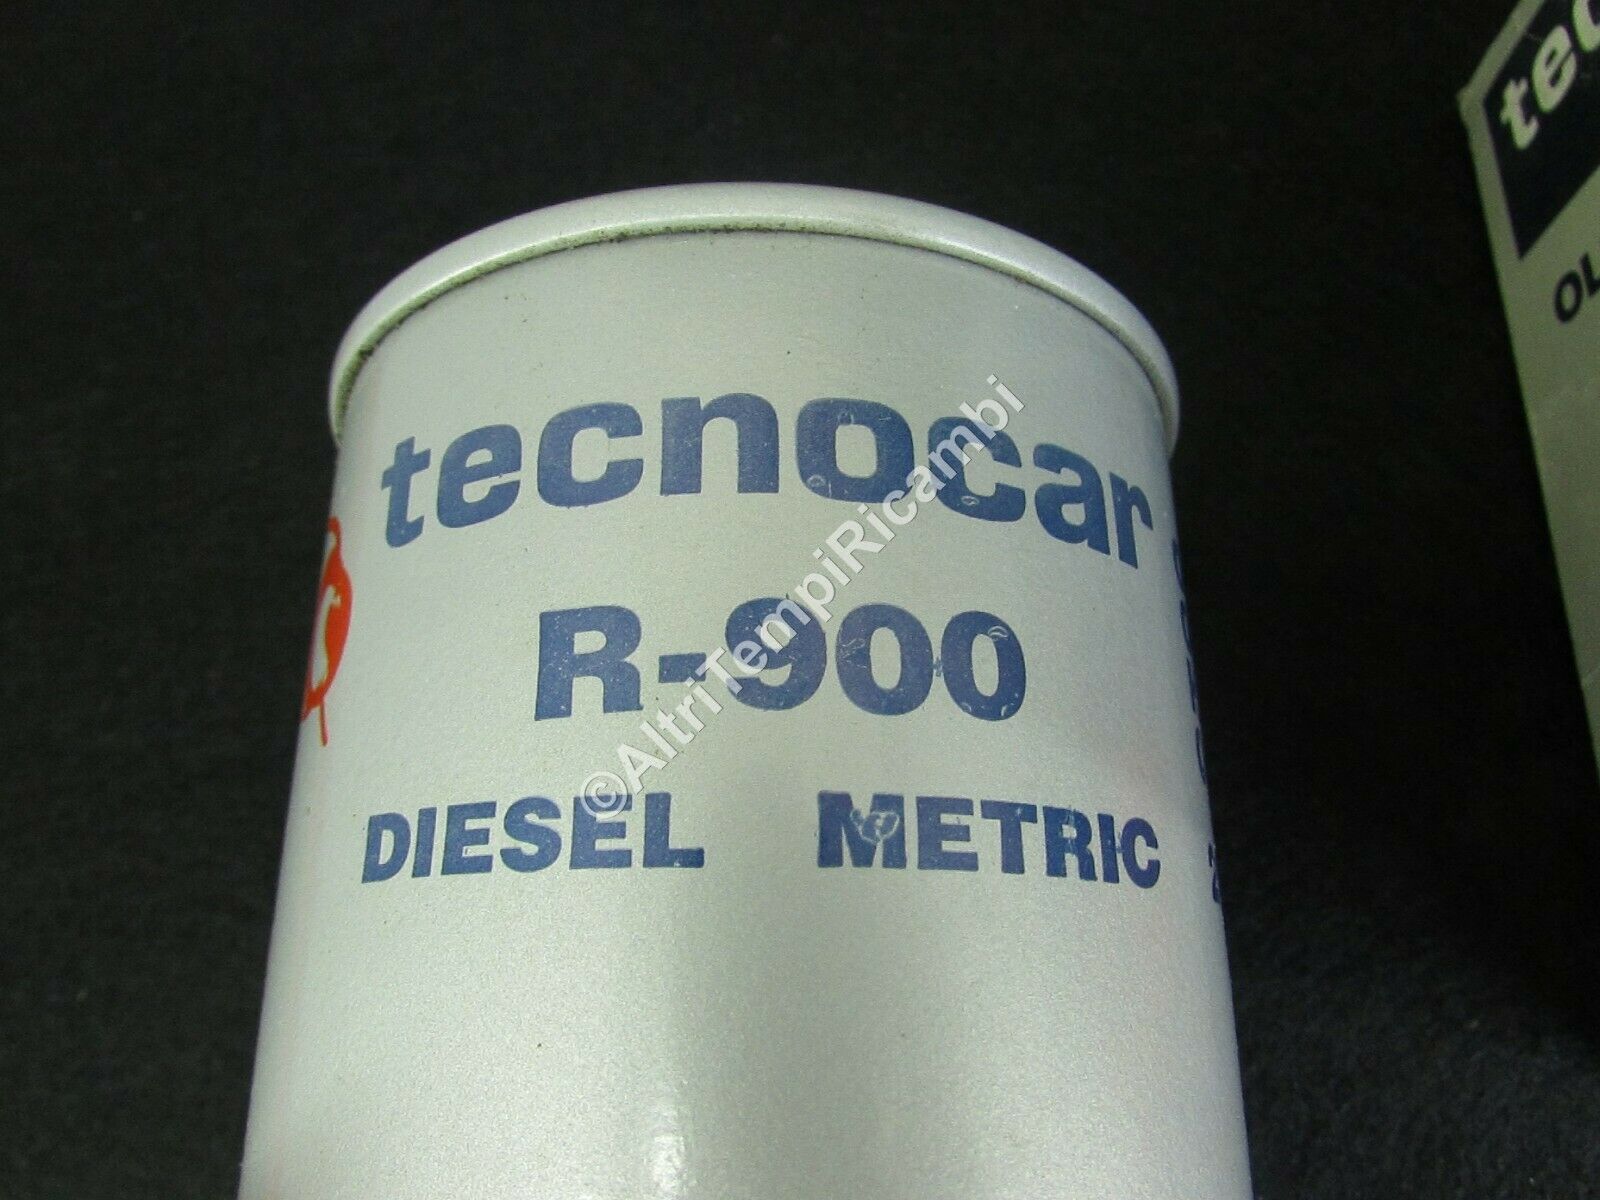 tecnocar
R-900
DIESEL METRIC
©AltriTempiRicambi